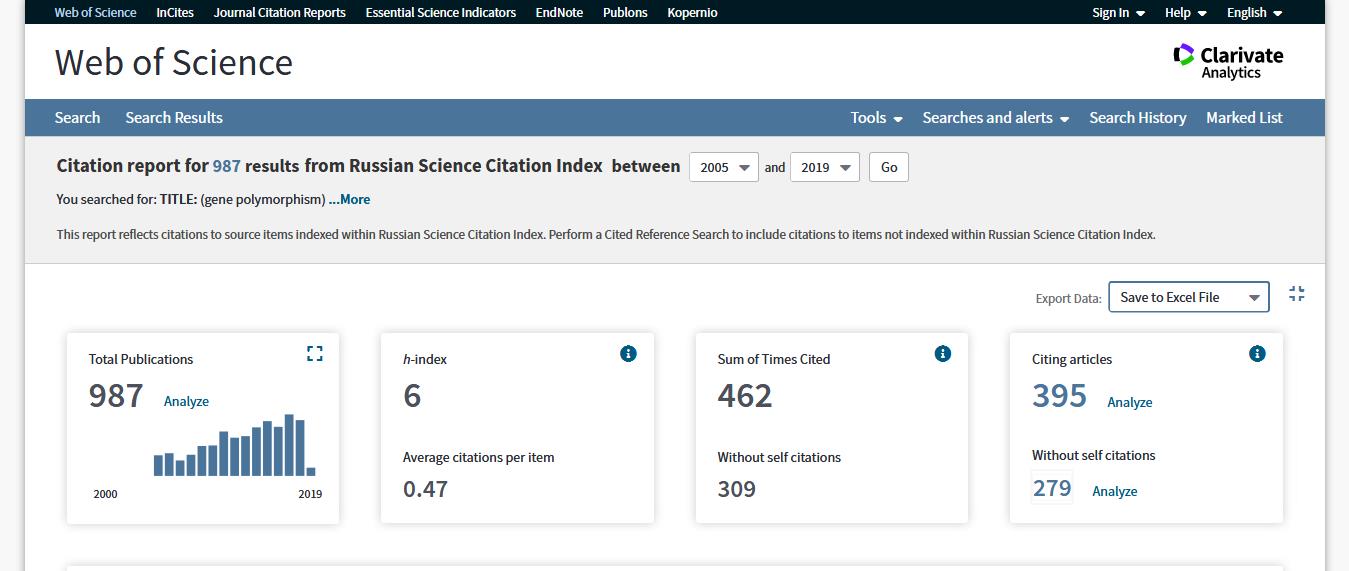 Web of Science InCites Journal Citation Reports Essential Science Indicators EndNote Publons Kopernio Sign In Help English
Web of Science
Clarivate
Analytics
Search Search Results Tools Searches and alerts Search History Marked List
Citation report for 987 results from Russian Science Citation Index between 2005 and 2019 Go
You searched for: TITLE: (gene polymorphism) ...More
This report reflects citations to source items indexed within Russian Science Citation Index. Perform a Cited Reference Search to include citations to items not indexed within Russian Science Citation Index.
Export Data: Save to Excel File
Total Publications
987 Analyze
2000 2019
h-index
6
Average citations per item
0.47
Sum of Times Cited
462
Without self citations
309
Citing articles
395 Analyze
Without self citations
279 Analyze